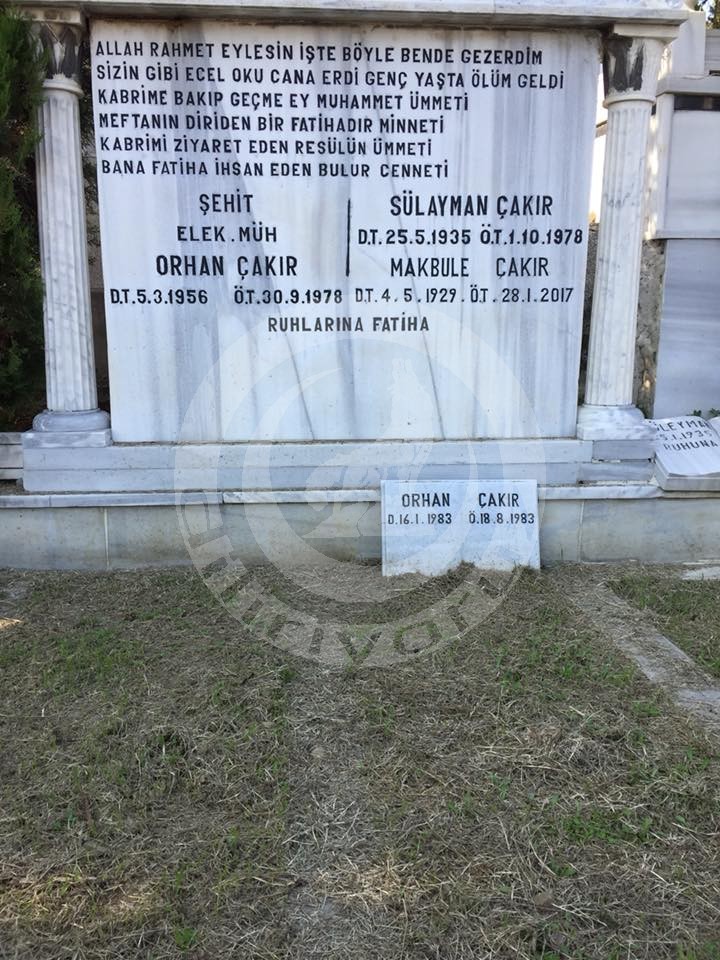 ALLAH RAHMET EYLESİN İŞTE BÖYLE BENDE GEZERDİM
SİZİN GİBİ ECEL OKU CANA ERDİ GENÇ YAŞTA ÖLÜM GELDİ
KABRİME BAKIP GEÇME EY MUHAMMET ÜMMETİ
MEFTANIN DİRİDEN BİR FATİHADIR MİNNETİ
KABRİMİ ZİYARET EDEN RESÜLÜN ÜMMETİ
BANA FATİHA İHSAN EDEN BULUR CENNETİ
ŞEHİT
ELEK.MÜH
ORHAN ÇAKIR
D.T.5.3.1956 Ö.T.30.9.1978
SÜLAYMAN ÇAKIR
D.T.25.5.1935 Ö.T.1.10.1978
MAKBULE ÇAKIR
D.T.4.5.1929.Ö.T.28.1.2017
RUHLARINA FATİHA
ORHAN ÇAKIR
D.16.1.1983 Ö.18.8.1983
RUHUNA